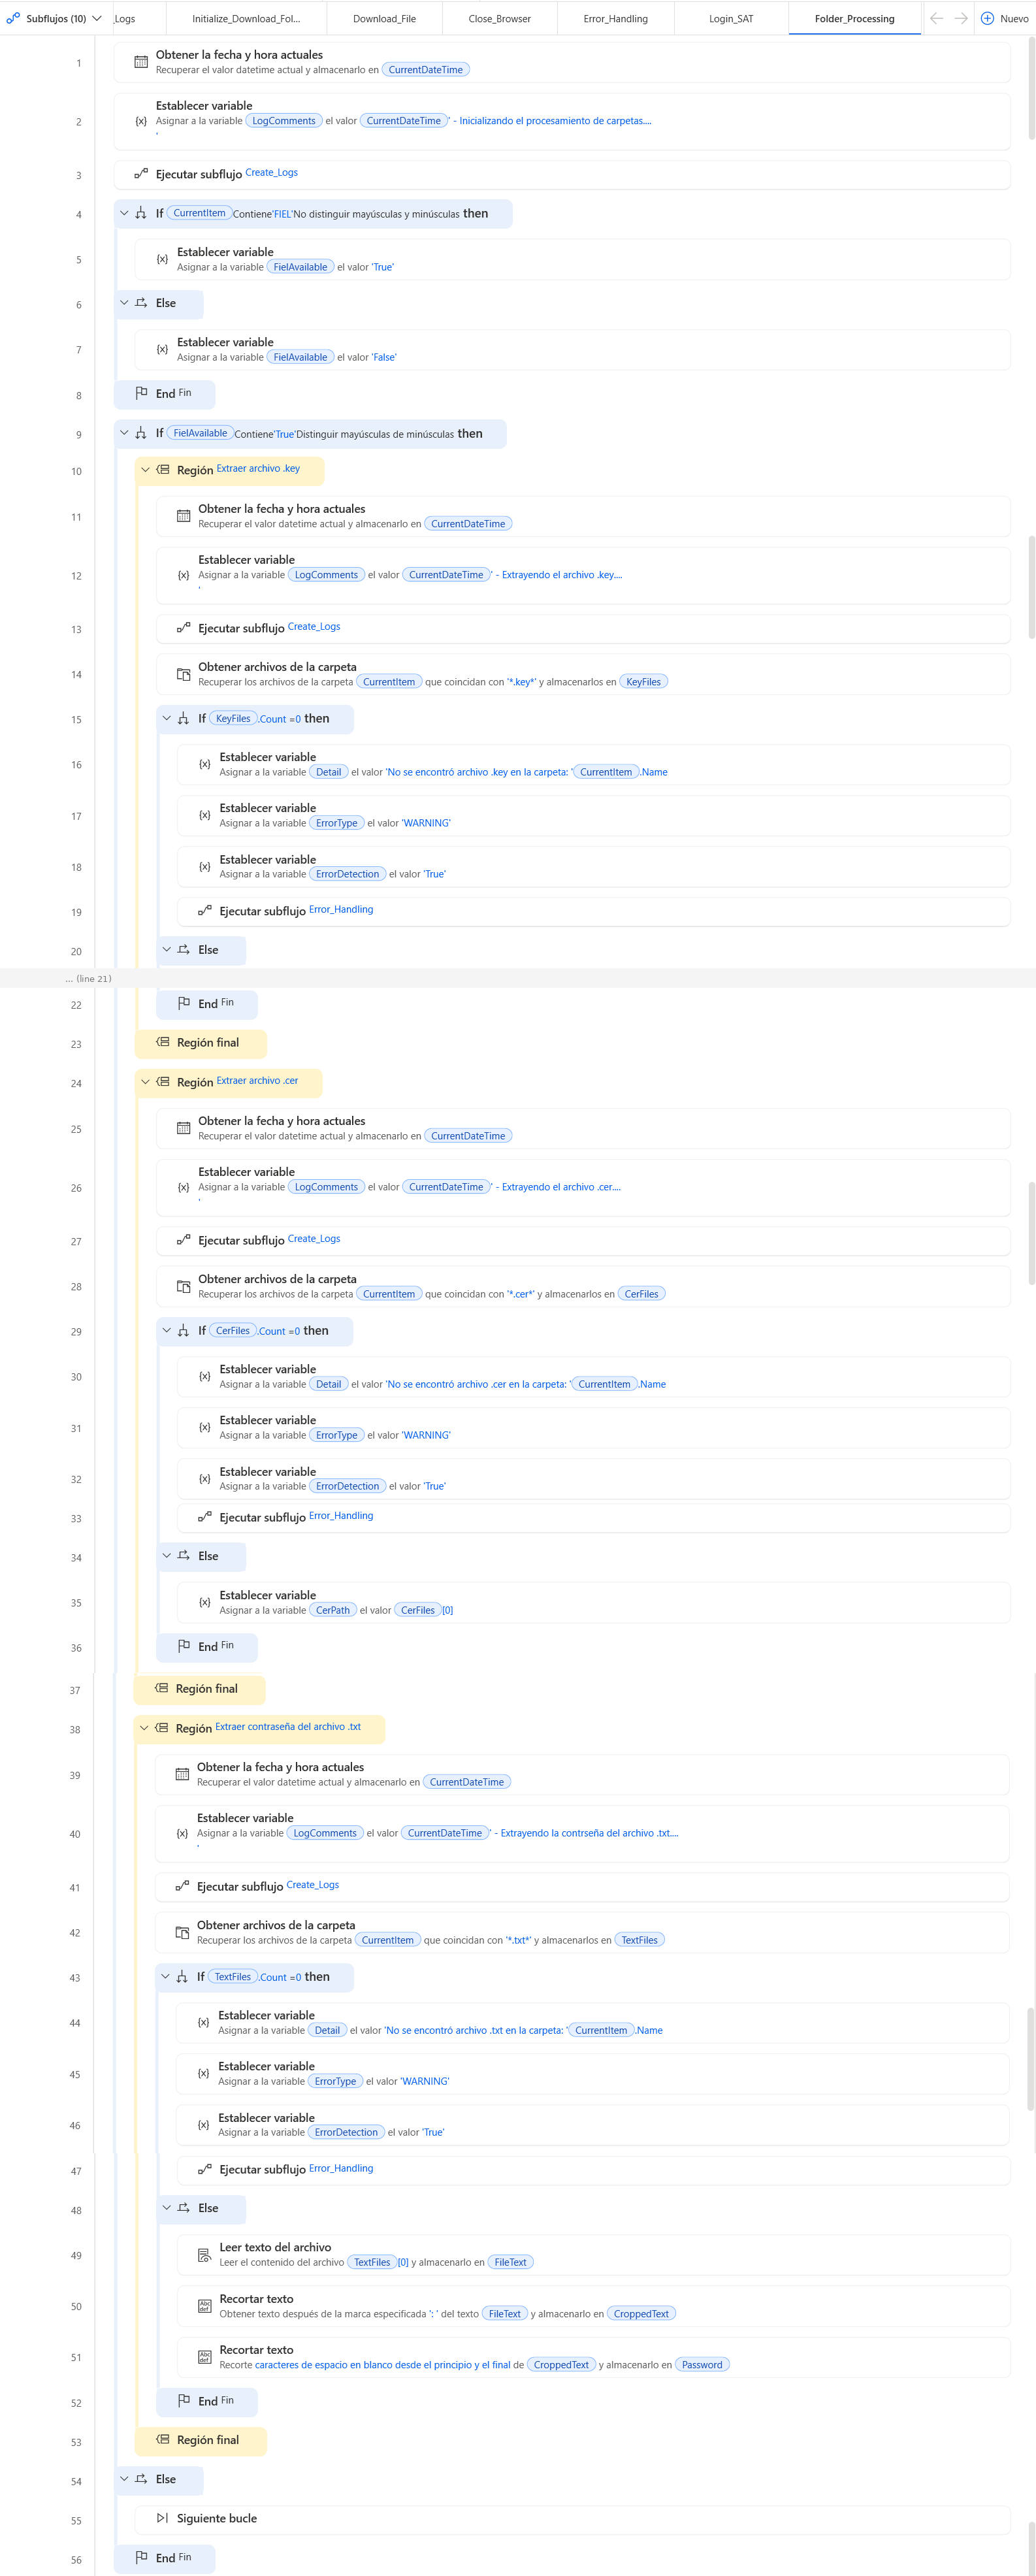 Subflujos (10)
_Logs
Initialize_Download_Fol...
Download_File
Close_Browser
Error_Handling
Login_SAT
Folder_Processing
Nuevo
1
Obtener la fecha y hora actuales
Recuperar el valor datetime actual y almacenarlo en CurrentDateTime
2
Establecer variable
Asignar a la variable LogComments el valor CurrentDateTime ' - Inicializando el procesamiento de carpetas....
'
3
Ejecutar subflujo Create_Logs
4
If CurrentItem Contiene 'FIEL' No distinguir mayúsculas y minúsculas then
5
Establecer variable
Asignar a la variable FielAvailable el valor 'True'
6
Else
7
Establecer variable
Asignar a la variable FielAvailable el valor 'False'
8
End Fin
9
If FielAvailable Contiene 'True' Distinguir mayúsculas de minúsculas then
10
Región Extraer archivo .key
11
Obtener la fecha y hora actuales
Recuperar el valor datetime actual y almacenarlo en CurrentDateTime
12
Establecer variable
Asignar a la variable LogComments el valor CurrentDateTime ' - Extrayendo el archivo .key....
'
13
Ejecutar subflujo Create_Logs
14
Obtener archivos de la carpeta
Recuperar los archivos de la carpeta CurrentItem que coincidan con '*.key*' y almacenarlos en KeyFiles
15
If KeyFiles .Count =0 then
16
Establecer variable
Asignar a la variable Detail el valor 'No se encontró archivo .key en la carpeta: ' CurrentItem .Name
17
Establecer variable
Asignar a la variable ErrorType el valor 'WARNING'
18
Establecer variable
Asignar a la variable ErrorDetection el valor 'True'
19
Ejecutar subflujo Error_Handling
20
Else
... (line 21)
22
End Fin
23
Región final
24
Región Extraer archivo .cer
25
Obtener la fecha y hora actuales
Recuperar el valor datetime actual y almacenarlo en CurrentDateTime
26
Establecer variable
Asignar a la variable LogComments el valor CurrentDateTime ' - Extrayendo el archivo .cer....
'
27
Ejecutar subflujo Create_Logs
28
Obtener archivos de la carpeta
Recuperar los archivos de la carpeta CurrentItem que coincidan con '*.cer*' y almacenarlos en CerFiles
29
If CerFiles .Count =0 then
30
Establecer variable
Asignar a la variable Detail el valor 'No se encontró archivo .cer en la carpeta: ' CurrentItem .Name
31
Establecer variable
Asignar a la variable ErrorType el valor 'WARNING'
32
Establecer variable
Asignar a la variable ErrorDetection el valor 'True'
33
Ejecutar subflujo Error_Handling
34
Else
35
Establecer variable
Asignar a la variable CerPath el valor CerFiles [0]
36
End Fin
37
Región final
38
Región Extraer contraseña del archivo .txt
39
Obtener la fecha y hora actuales
Recuperar el valor datetime actual y almacenarlo en CurrentDateTime
40
Establecer variable
Asignar a la variable LogComments el valor CurrentDateTime ' - Extrayendo la contrseña del archivo .txt....
'
41
Ejecutar subflujo Create_Logs
42
Obtener archivos de la carpeta
Recuperar los archivos de la carpeta CurrentItem que coincidan con '*.txt*' y almacenarlos en TextFiles
43
If TextFiles .Count =0 then
44
Establecer variable
Asignar a la variable Detail el valor 'No se encontró archivo .txt en la carpeta: ' CurrentItem .Name
45
Establecer variable
Asignar a la variable ErrorType el valor 'WARNING'
46
Establecer variable
Asignar a la variable ErrorDetection el valor 'True'
47
Ejecutar subflujo Error_Handling
48
Else
49
Leer texto del archivo
Leer el contenido del archivo TextFiles [0] y almacenarlo en FileText
50
Recortar texto
Obtener texto después de la marca especificada ': ' del texto FileText y almacenarlo en CroppedText
51
Recortar texto
Recorte caracteres de espacio en blanco desde el principio y el final de CroppedText y almacenarlo en Password
52
End Fin
53
Región final
54
Else
55
Siguiente bucle
56
End Fin